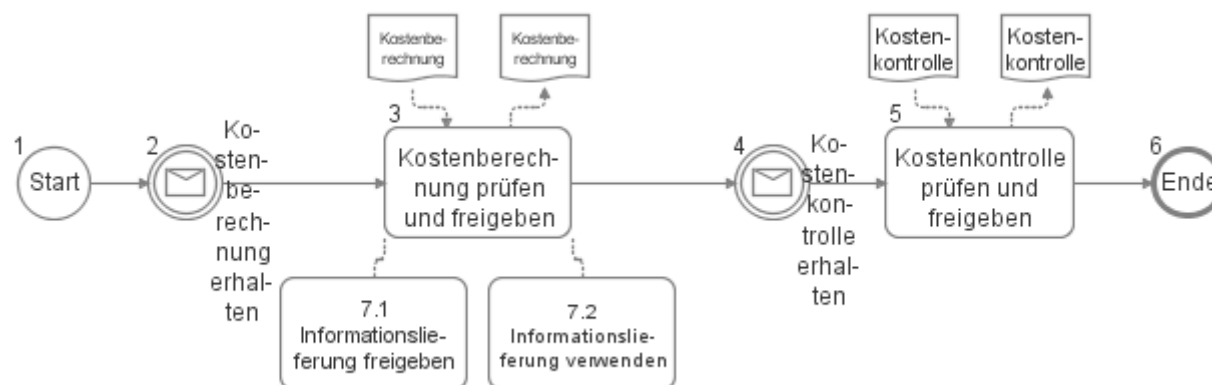 Kostenbe-
rechnung
Kostenbe-
rechnung
Kosten-
kontrolle
Kosten-
kontrolle
1
Start
2
Ko-
sten-
be-
rech-
nung
erhal-
ten
3
Kostenberech-
nung prüfen
und freigeben
4
Ko-
sten-
kon-
trolle
erhal-
ten
5
Kostenkontrolle
prüfen und
freigeben
6
Ende
7.1
Informationslie-
ferung freigeben
7.2
Informationslie-
ferung verwenden